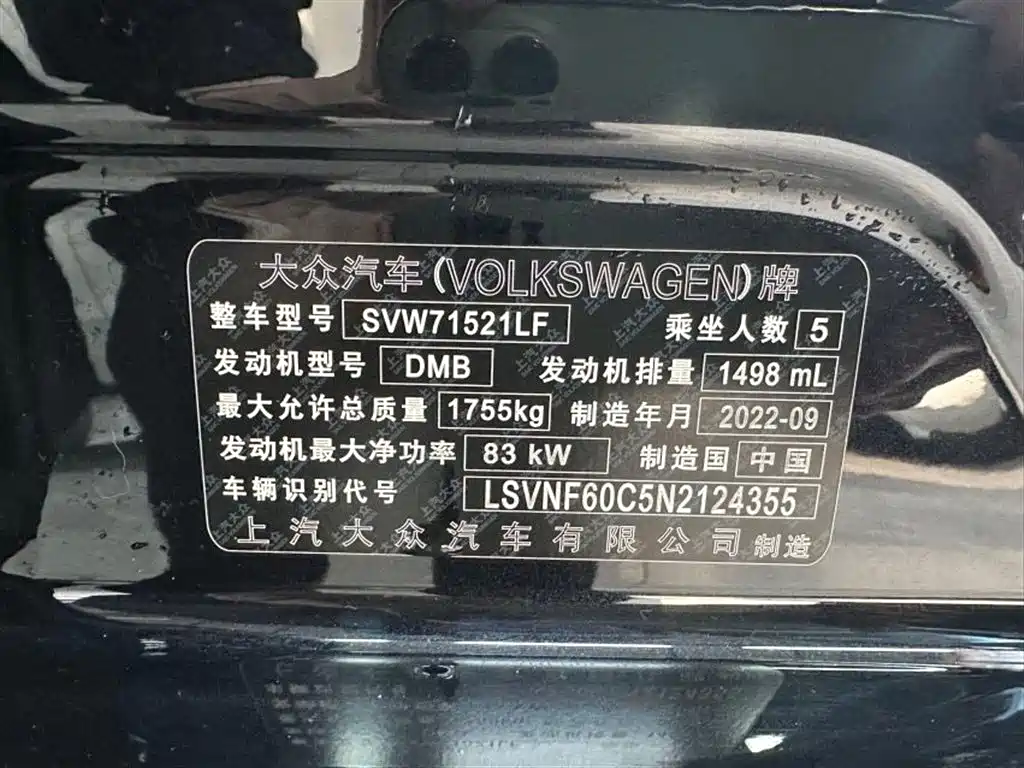 大众汽车(VOLKSWAGEN)牌
整车型号 SVW71521LF 乘坐人数 5
发动机型号 DMB 发动机排量 1498 mL
最大允许总质量 1755kg 制造年月 2022-09
发动机最大净功率 83 kW 制造国 中国
车辆识别代号 LSVNF60C5N2124355
上汽大众汽车有限公司 制造